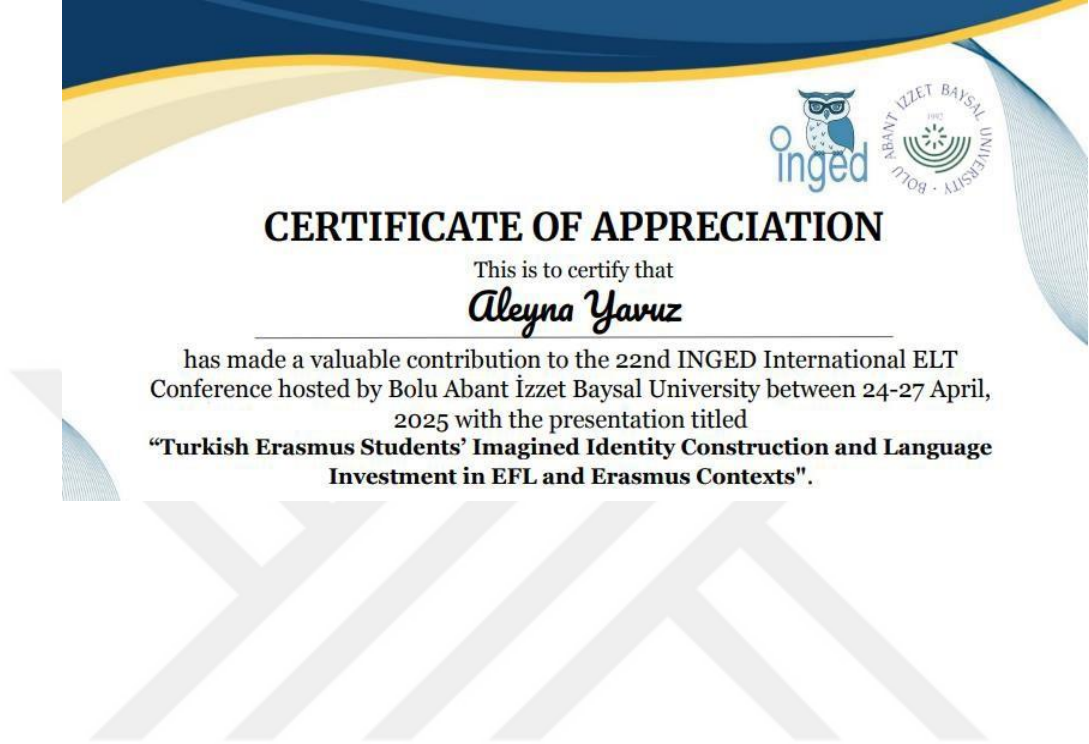 inged
BOLU ABANT IZZET BAYSAL UNIVERSITY
1992
CERTIFICATE OF APPRECIATION
This is to certify that
Aleyna Yavuz
has made a valuable contribution to the 22nd INGED International ELT
Conference hosted by Bolu Abant İzzet Baysal University between 24-27 April,
2025 with the presentation titled
“Turkish Erasmus Students’ Imagined Identity Construction and Language
Investment in EFL and Erasmus Contexts".